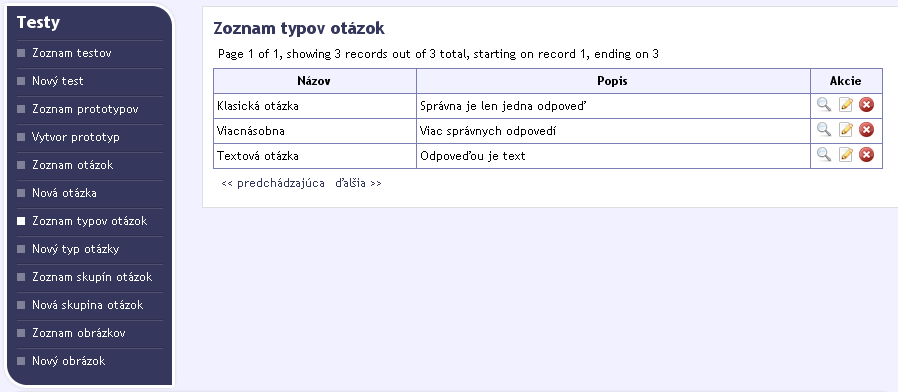 Testy
Zoznam testov
Nový test
Zoznam prototypov
Vytvor prototyp
Zoznam otázok
Nová otázka
Zoznam typov otázok
Nový typ otázky
Zoznam skupín otázok
Nová skupina otázok
Zoznam obrázkov
Nový obrázok
Zoznam typov otázok
Page 1 of 1, showing 3 records out of 3 total, starting on record 1, ending on 3
Názov Popis Akcie
Klasická otázka Správna je len jedna odpoveď
Viacnásobna Viac správnych odpovedí
Textová otázka Odpoveďou je text
<< predchádzajúca ďalšia >>